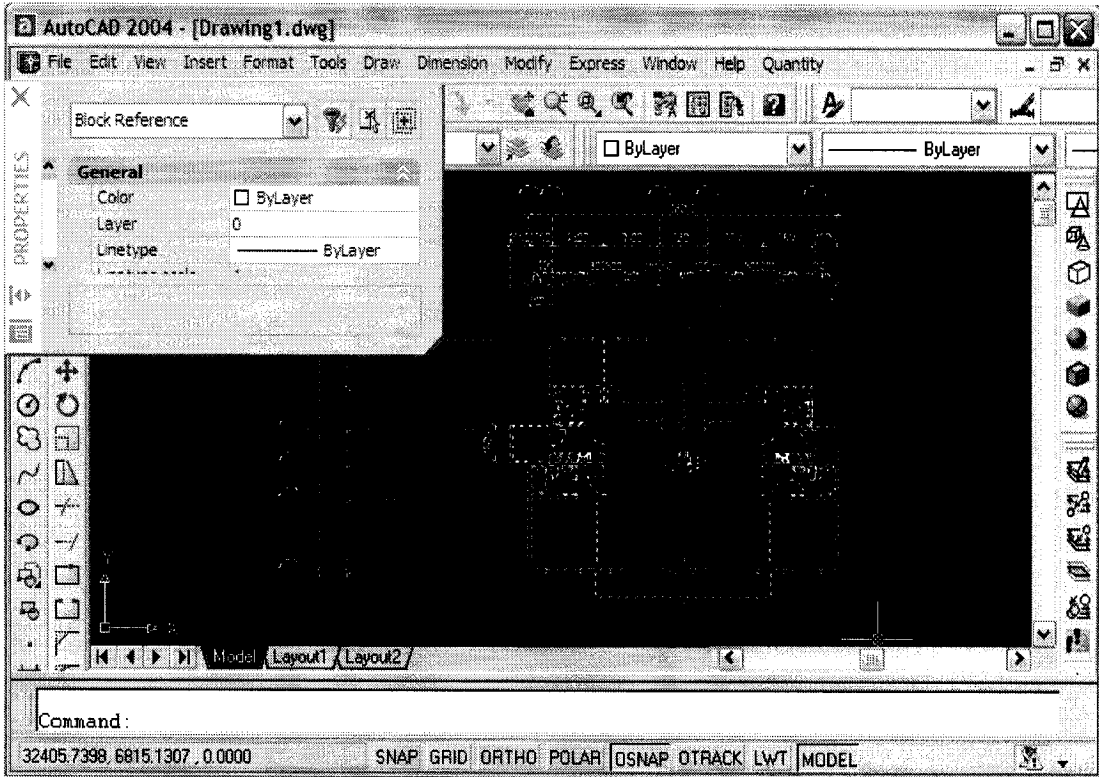 AutoCAD 2004 - [Drawing1.dwg]
File Edit View Insert Format Tools Draw Dimension Modify Express Window Help Quantity
Block Reference
ByLayer ByLayer
PROPERTIES
General
Color ByLayer
Layer 0
Linetype ByLayer
Y
X
Model Layout1 Layout2
Command:
32405.7398, 6815.1307 , 0.0000 SNAP GRID ORTHO POLAR OSNAP OTRACK LWT MODEL